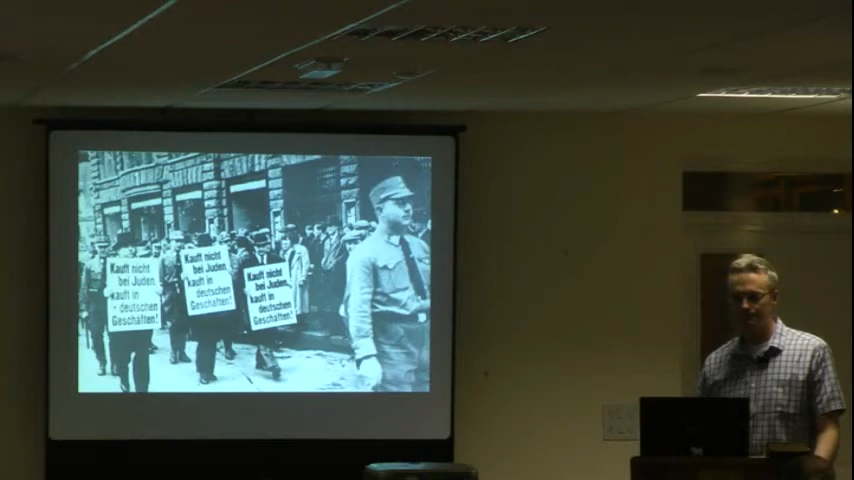 Kauft nicht
bei Juden,
kauft in
deutschen
Geschäften!
Kauft nicht
bei Juden,
kauft in
deutschen
Geschäften!
Kauft nicht
bei Juden,
kauft in
deutschen
Geschäften!